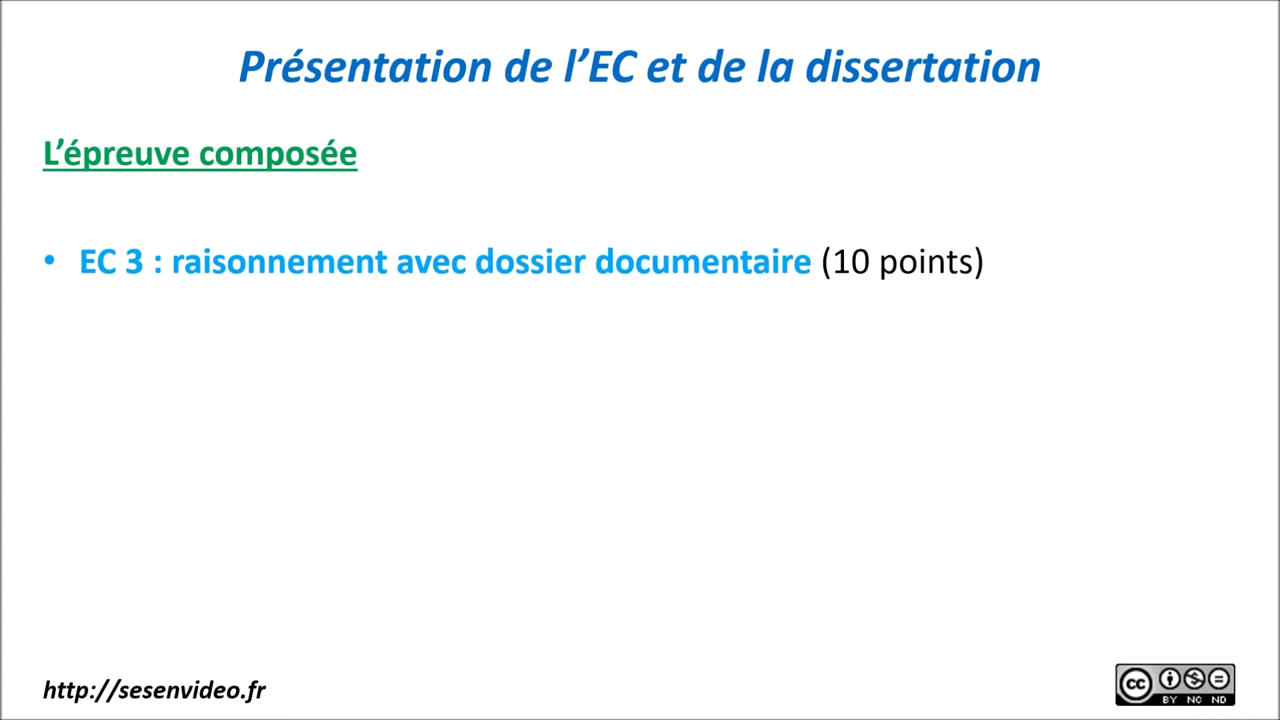 Présentation de l’EC et de la dissertation
L’épreuve composée
• EC 3 : raisonnement avec dossier documentaire (10 points)
http://sesenvideo.fr
cc
BY NC ND